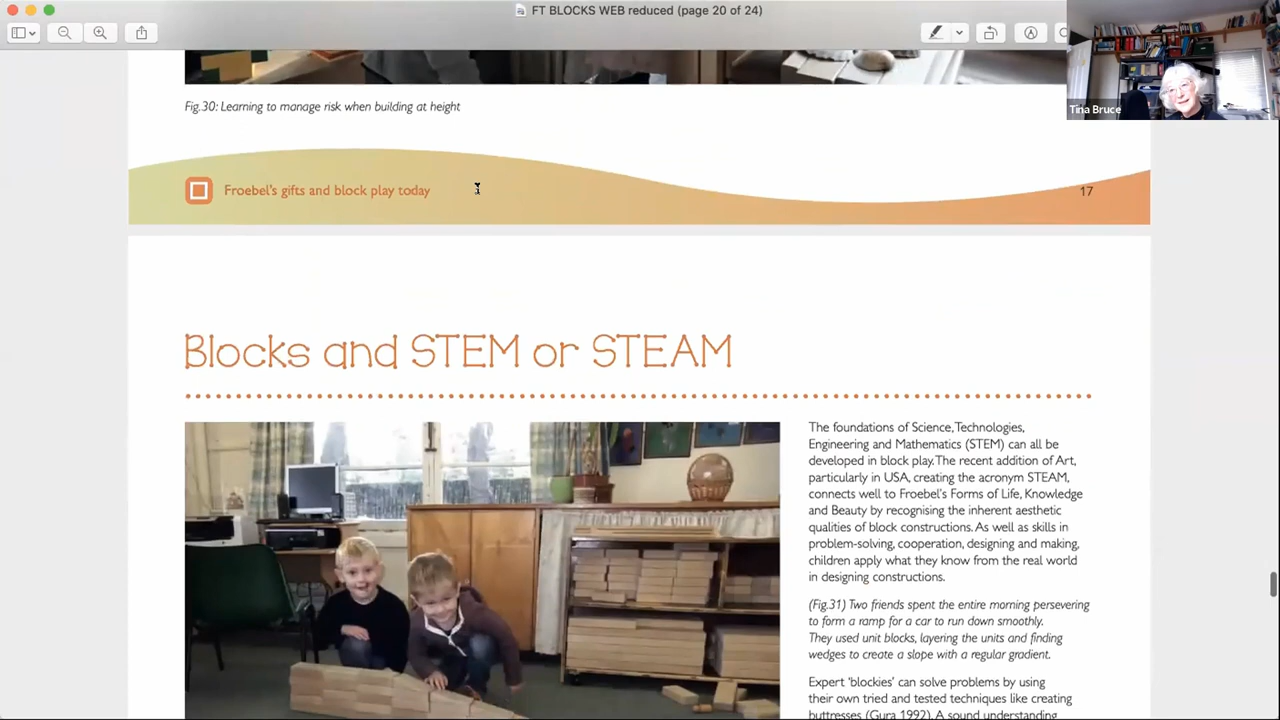 FT BLOCKS WEB reduced (page 20 of 24)
Tina Bruce
Fig.30: Learning to manage risk when building at height
Froebel's gifts and block play today
17
Blocks and STEM or STEAM
The foundations of Science, Technologies,
Engineering and Mathematics (STEM) can all be
developed in block play. The recent addition of Art,
particularly in USA, creating the acronym STEAM,
connects well to Froebel's Forms of Life, Knowledge
and Beauty by recognising the inherent aesthetic
qualities of block constructions. As well as skills in
problem-solving, cooperation, designing and making,
children apply what they know from the real world
in designing constructions.
(Fig.31) Two friends spent the entire morning persevering
to form a ramp for a car to run down smoothly.
They used unit blocks, layering the units and finding
wedges to create a slope with a regular gradient.
Expert 'blockies' can solve problems by using
their own tried and tested techniques like creating
buttresses (Gura 1992). A sound understanding